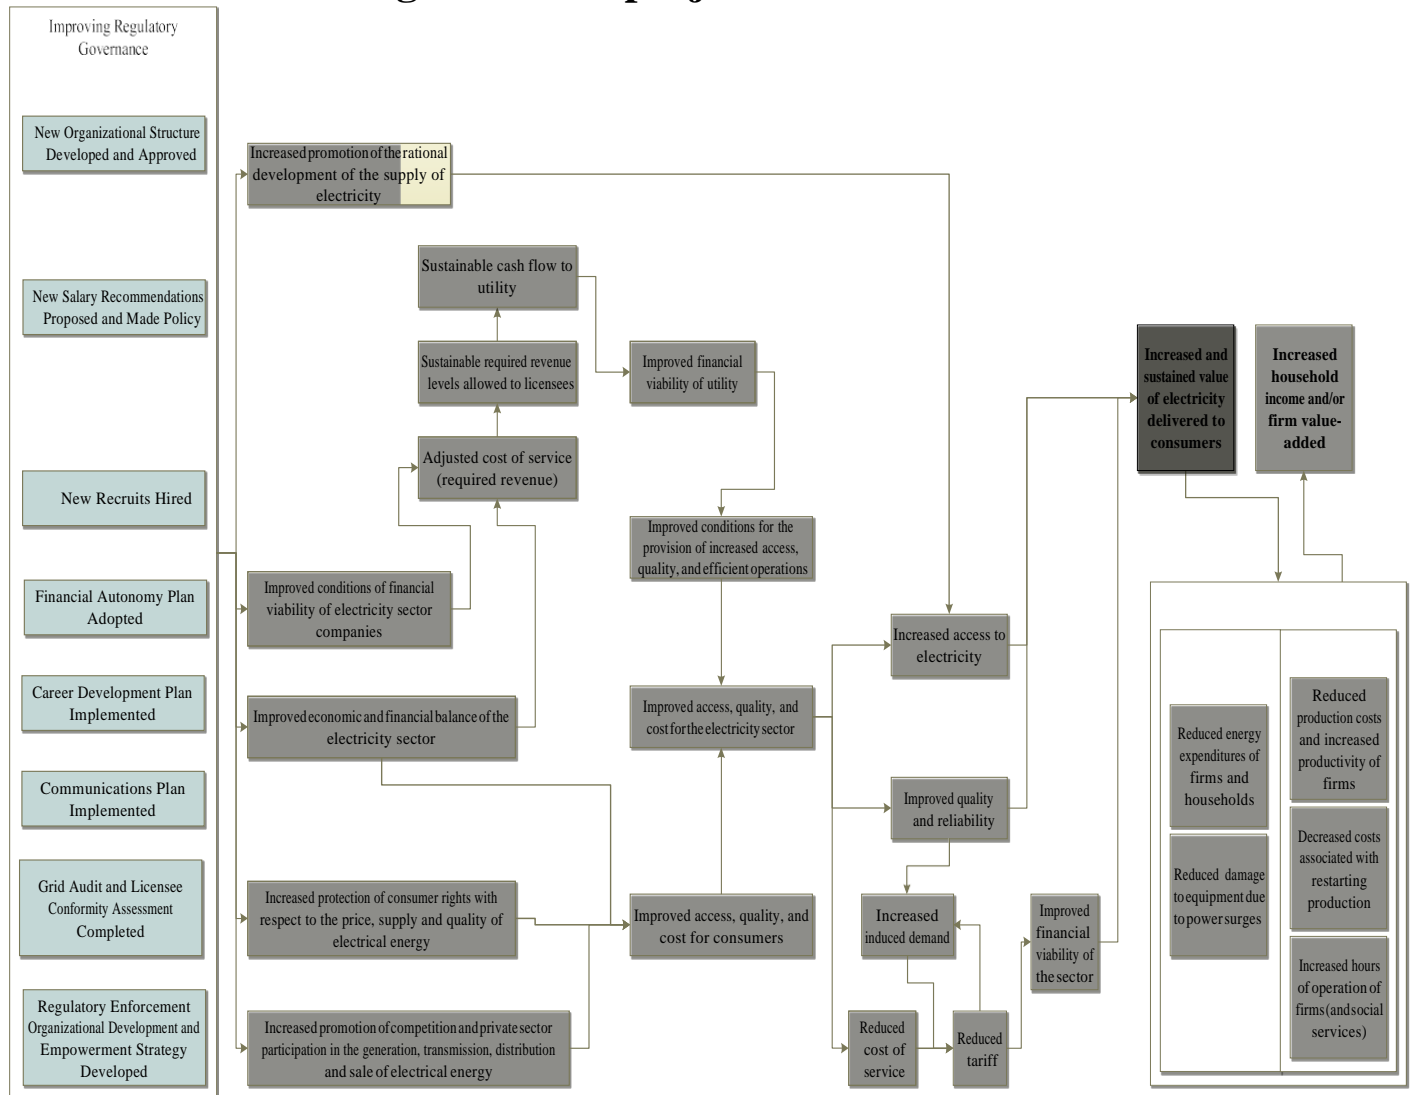 Improving Regulatory
Governance
New Organizational Structure
Developed and Approved
New Salary Recommendations
Proposed and Made Policy
New Recruits Hired
Financial Autonomy Plan
Adopted
Career Development Plan
Implemented
Communications Plan
Implemented
Grid Audit and Licensee
Conformity Assessment
Completed
Regulatory Enforcement
Organizational Development and
Empowerment Strategy
Developed
Increased promotion of the rational
development of the supply of
electricity
Sustainable cash flow to
utility
Sustainable required revenue
levels allowed to licensees
Adjusted cost of service
(required revenue)
Improved financial
viability of utility
Improved conditions for the
provision of increased access,
quality, and efficient operations
Improved conditions of financial
viability of electricity sector
companies
Improved economic and financial balance of the
electricity sector
Increased protection of consumer rights with
respect to the price, supply and quality of
electrical energy
Increased promotion of competition and private sector
participation in the generation, transmission, distribution
and sale of electrical energy
Improved access, quality, and
cost for the electricity sector
Improved access, quality, and
cost for consumers
Increased access to
electricity
Improved quality
and reliability
Increased
induced demand
Reduced
cost of
service
Reduced
tariff
Improved
financial
viability of
the sector
Increased and
sustained value
of electricity
delivered to
consumers
Increased
household
income and/or
firm value-
added
Reduced energy
expenditures of
firms and
households
Reduced damage
to equipment due
to power surges
Reduced
production costs
and increased
productivity of
firms
Decreased costs
associated with
restarting
production
Increased hours
of operation of
firms (and social
services)